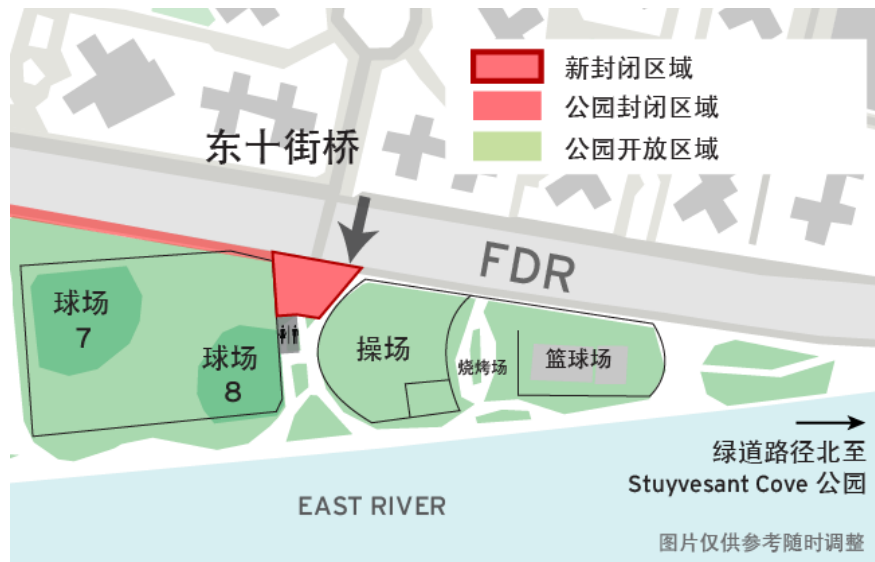 新封闭区域
公园封闭区域
公园开放区域
东十街桥
FDR
球场
7
球场
8
操场
烧烤场
篮球场
绿道路径北至
Stuyvesant Cove 公园
EAST RIVER
图片仅供参考随时调整